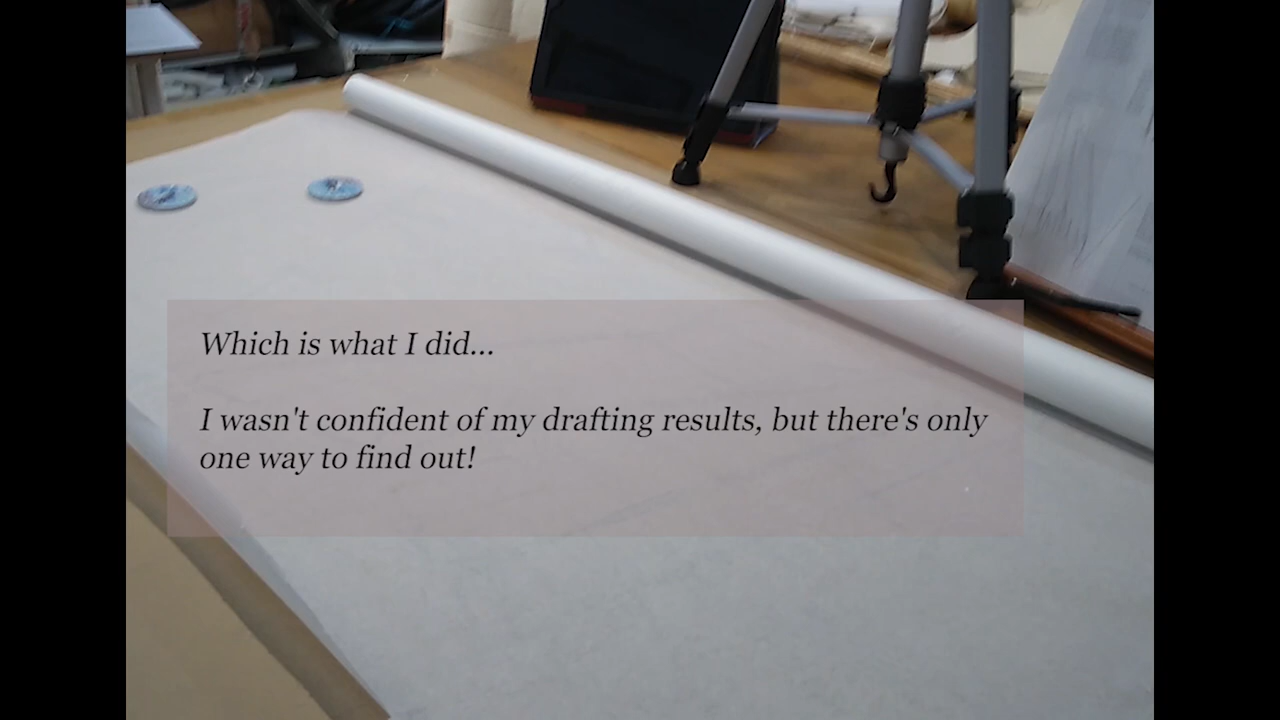 Which is what I did...
I wasn't confident of my drafting results, but there's only
one way to find out!